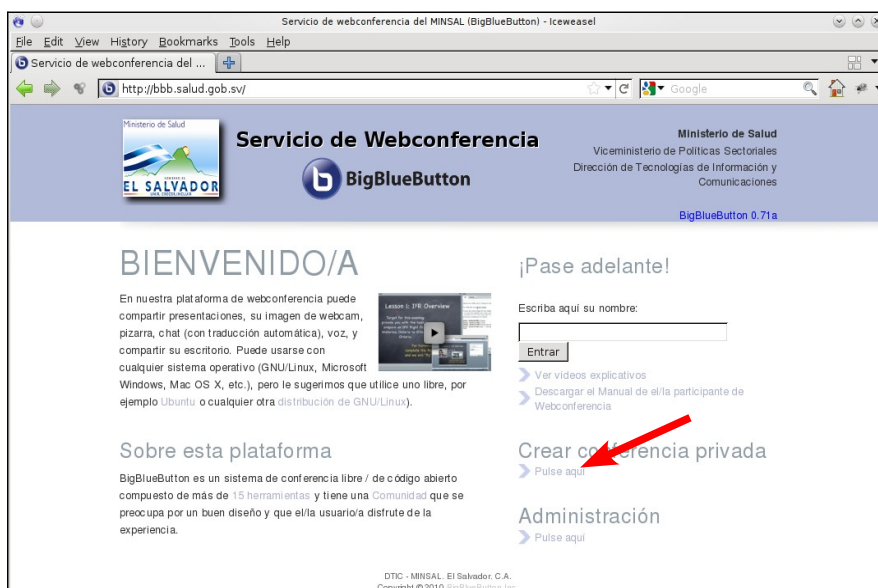 Servicio de webconferencia del MINSAL (BigBlueButton) - Iceweasel
File Edit View History Bookmarks Tools Help
Servicio de webconferencia del ...
http://bbb.salud.gob.sv/
Google
Ministerio de Salud
EL SALVADOR
Servicio de Webconferencia
BigBlueButton
Ministerio de Salud
Viceministerio de Políticas Sectoriales
Dirección de Tecnologías de Información y
Comunicaciones
BigBlueButton 0.71a
BIENVENIDO/A
En nuestra plataforma de webconferencia puede
compartir presentaciones, su imagen de webcam,
pizarra, chat (con traducción automática), voz, y
compartir su escritorio. Puede usarse con
cualquier sistema operativo (GNU/Linux, Microsoft
Windows, Mac OS X, etc.), pero le sugerimos que utilice uno libre, por
ejemplo Ubuntu o cualquier otra distribución de GNU/Linux).
Lesson 1: IFR Overview
¡Pase adelante!
Escriba aquí su nombre:
Entrar
Ver vídeos explicativos
Descargar el Manual de el/la participante de
Webconferencia
Sobre esta plataforma
BigBlueButton es un sistema de conferencia libre / de código abierto
compuesto de más de 15 herramientas y tiene una Comunidad que se
preocupa por un buen diseño y que el/la usuario/a disfrute de la
experiencia.
Crear conferencia privada
Pulse aquí
Administración
Pulse aquí
DTIC - MINSAL. El Salvador. C.A.
Copyright © 2010 BigBlueButton Inc.